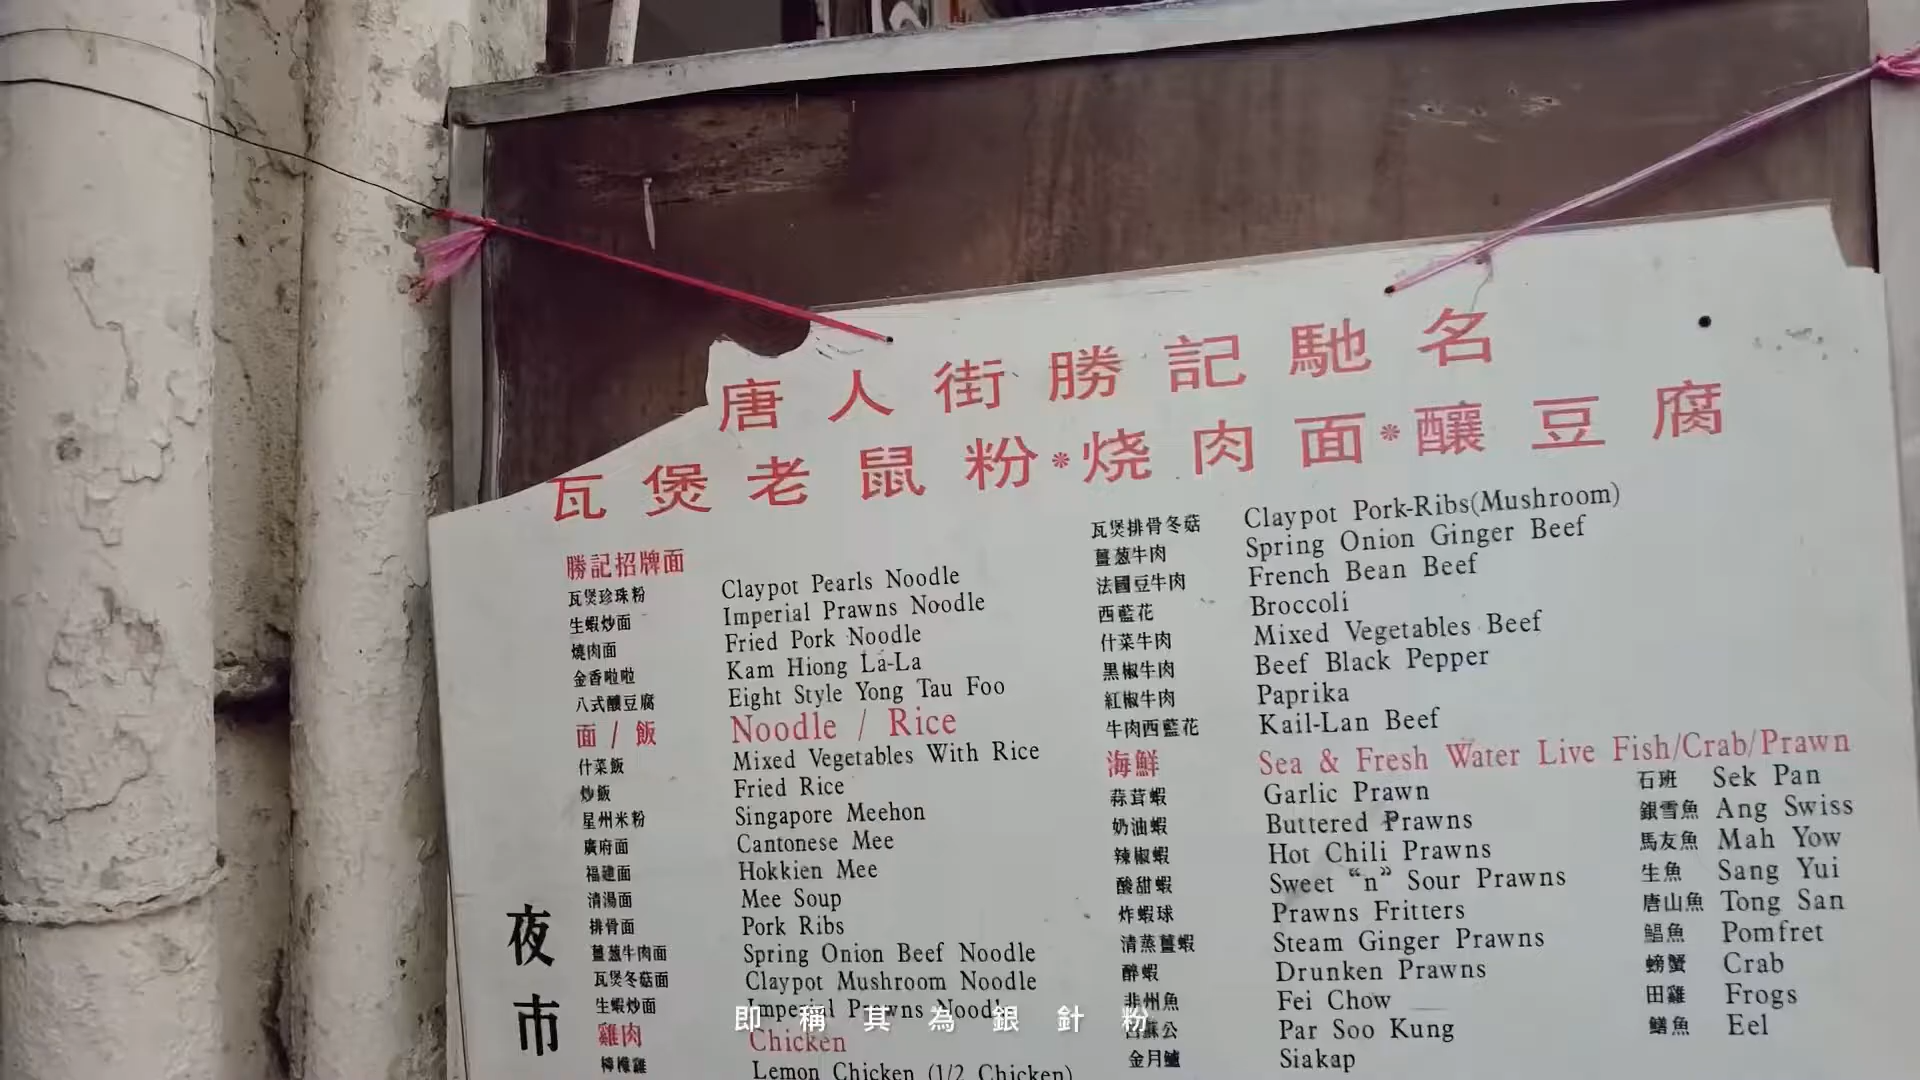 唐人街勝記馳名
瓦煲老鼠粉*烧肉面*釀豆腐
勝記招牌面
瓦煲珍珠粉 Claypot Pearls Noodle
生蝦炒面 Imperial Prawns Noodle
燒肉面 Fried Pork Noodle
金香啦啦 Kam Hiong La-La
八式釀豆腐 Eight Style Yong Tau Foo
面 / 飯 Noodle / Rice
什菜飯 Mixed Vegetables With Rice
炒飯 Fried Rice
星州米粉 Singapore Meehon
廣府面 Cantonese Mee
福建面 Hokkien Mee
清湯面 Mee Soup
排骨面 Pork Ribs
薑葱牛肉面 Spring Onion Beef Noodle
瓦煲冬菇面 Claypot Mushroom Noodle
生蝦炒面 Imperial Prawns Noodle
雞肉 Chicken
檸檬雞 Lemon Chicken (1/2 Chicken)
瓦煲排骨冬菇 Claypot Pork-Ribs(Mushroom)
薑葱牛肉 Spring Onion Ginger Beef
法國豆牛肉 French Bean Beef
西藍花 Broccoli
什菜牛肉 Mixed Vegetables Beef
黑椒牛肉 Beef Black Pepper
紅椒牛肉 Paprika
牛肉西藍花 Kail-Lan Beef
海鮮 Sea & Fresh Water Live Fish/Crab/Prawn
蒜茸蝦 Garlic Prawn
奶油蝦 Buttered Prawns
辣椒蝦 Hot Chili Prawns
酸甜蝦 Sweet "n" Sour Prawns
炸蝦球 Prawns Fritters
清蒸薑蝦 Steam Ginger Prawns
醉蝦 Drunken Prawns
非州魚 Fei Chow
蘇公 Par Soo Kung
金月鱸 Siakap
石班 Sek Pan
銀雪魚 Ang Swiss
馬友魚 Mah Yow
生魚 Sang Yui
唐山魚 Tong San
鯧魚 Pomfret
螃蟹 Crab
田雞 Frogs
鱔魚 Eel
夜市
即稱其為銀針粉